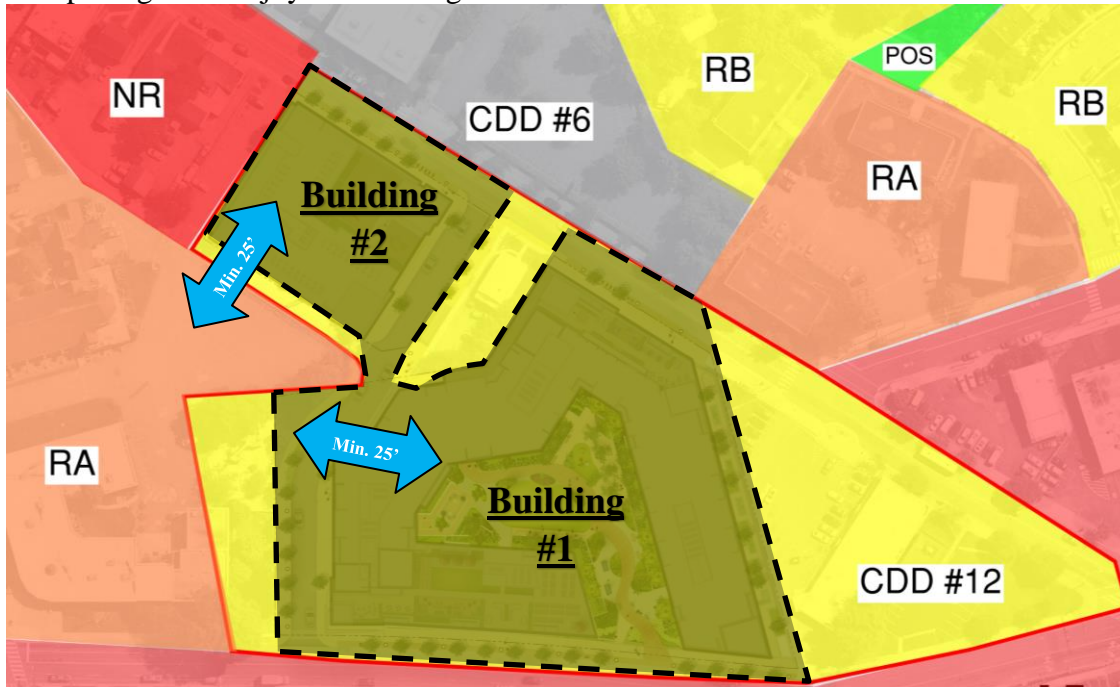 NR
CDD #6
RB
POS
RB
RA
Building
#2
Min. 25'
Min. 25'
RA
Building
#1
CDD #12